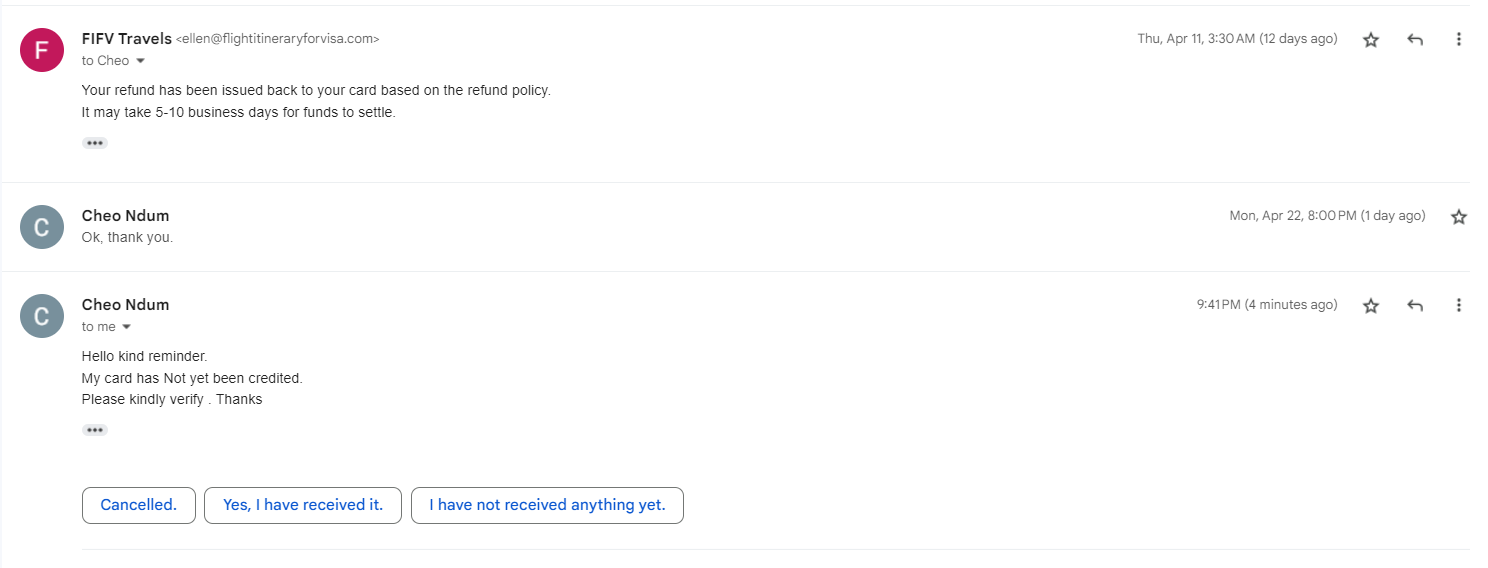 F
FIFV Travels <ellen@flightitineraryforvisa.com>
Thu, Apr 11, 3:30 AM (12 days ago)
to Cheo
Your refund has been issued back to your card based on the refund policy.
It may take 5-10 business days for funds to settle.
C
Cheo Ndum
Mon, Apr 22, 8:00 PM (1 day ago)
Ok, thank you.
C
Cheo Ndum
9:41 PM (4 minutes ago)
to me
Hello kind reminder.
My card has Not yet been credited.
Please kindly verify . Thanks
Cancelled.
Yes, I have received it.
I have not received anything yet.